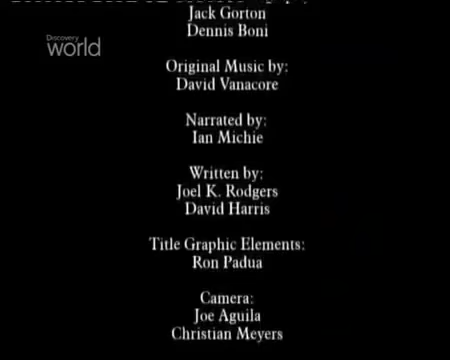 Jack Gorton
Dennis Boni
Discovery
world
Original Music by:
David Vanacore
Narrated by:
Ian Michie
Written by:
Joel K. Rodgers
David Harris
Title Graphic Elements:
Ron Padua
Camera:
Joe Aguila
Christian Meyers